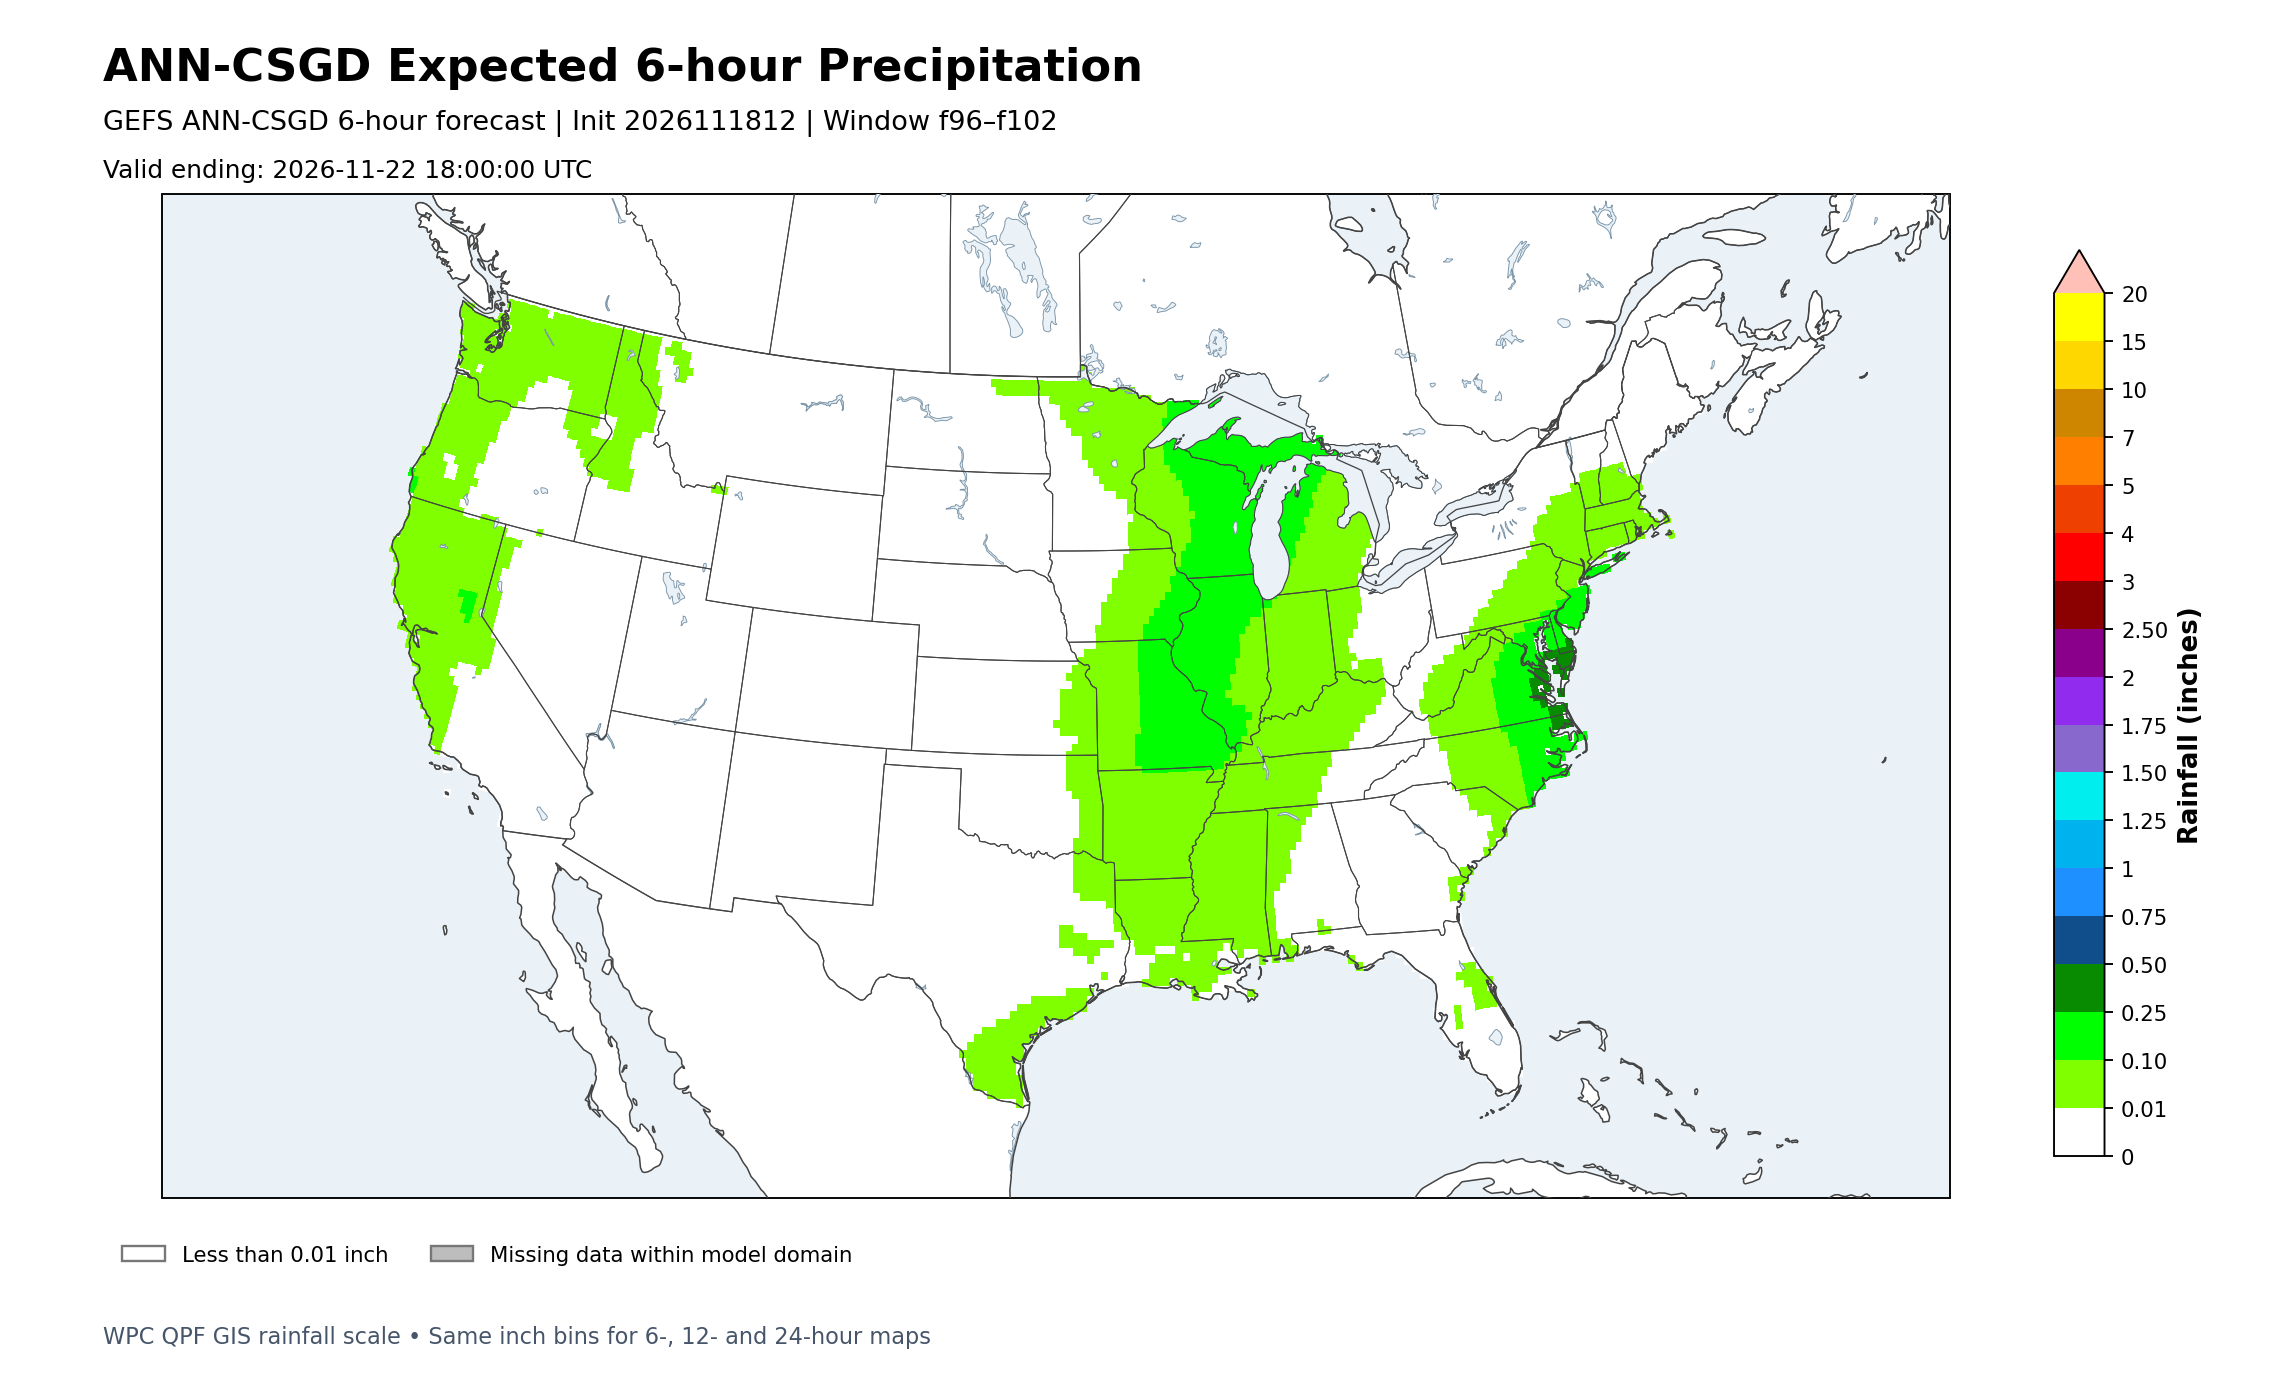 ANN-CSGD Expected 6-hour Precipitation
GEFS ANN-CSGD 6-hour forecast | Init 2026111812 | Window f96–f102
Valid ending: 2026-11-22 18:00:00 UTC
20
15
10
7
5
4
3
2.50
2
1.75
1.50
1.25
1
0.75
0.50
0.25
0.10
0.01
0
Rainfall (inches)
Less than 0.01 inch
Missing data within model domain
WPC QPF GIS rainfall scale • Same inch bins for 6-, 12- and 24-hour maps